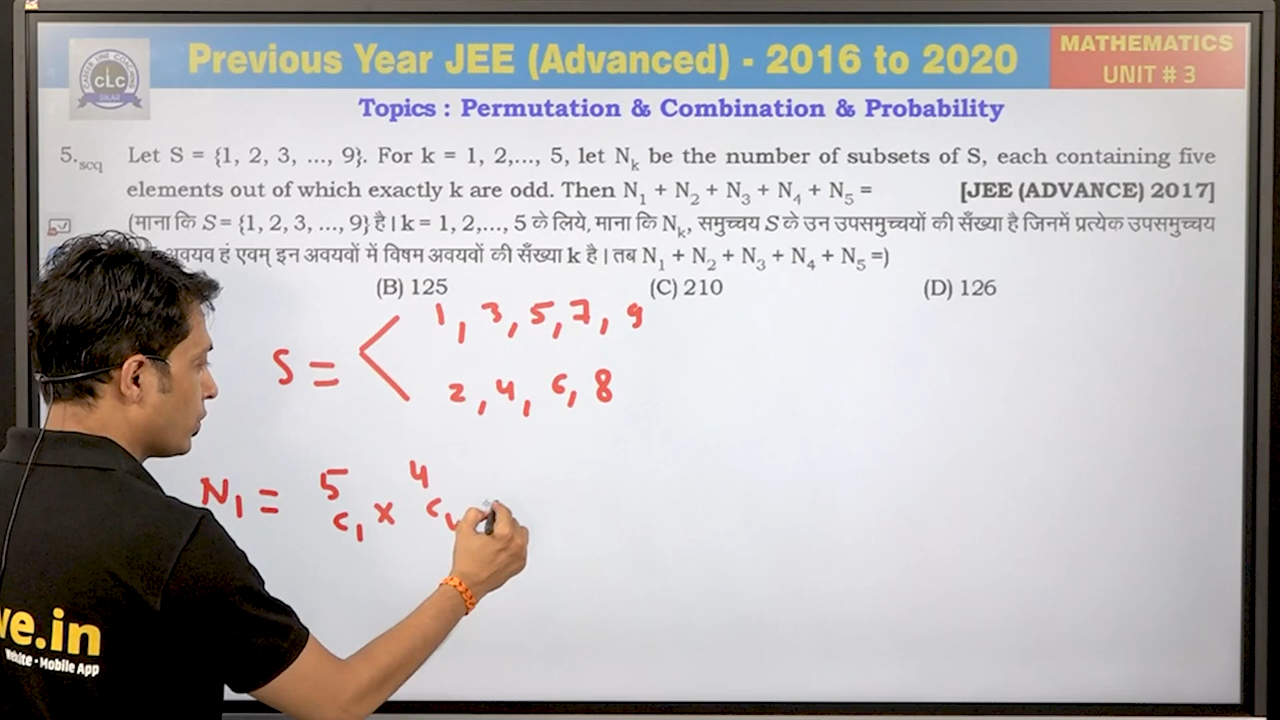 Previous Year JEE (Advanced) - 2016 to 2020
MATHEMATICS
UNIT # 3
CLC
SIKAR
Topics : Permutation & Combination & Probability
5.scq Let S = {1, 2, 3, ..., 9}. For k = 1, 2,..., 5, let Nk be the number of subsets of S, each containing five
elements out of which exactly k are odd. Then N1 + N2 + N3 + N4 + N5 = [JEE (ADVANCE) 2017]
(माना कि S = {1, 2, 3, ..., 9} है। k = 1, 2,..., 5 के लिये, माना कि Nk, समुच्चय S के उन उपसमुच्चयों की सँख्या है जिनमें प्रत्येक उपसमुच्चय
अवयव हं एवम् इन अवयवों में विषम अवयवों की सँख्या k है। तब N1 + N2 + N3 + N4 + N5 =)
(B) 125 (C) 210 (D) 126
S = < 1, 3, 5, 7, 9
2, 4, 6, 8
N1 = 5c1 × 4c
ve.in
Mobile App